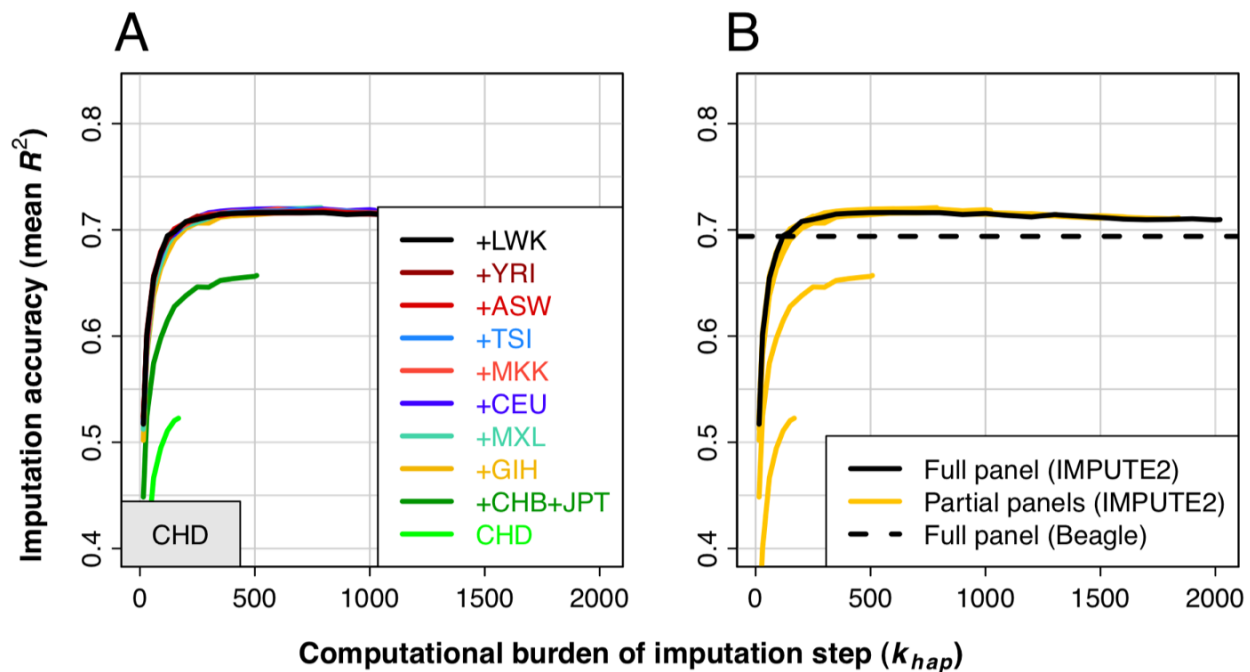 A
B
Imputation accuracy (mean R²)
0.8
0.7
0.6
0.5
0.4
+LWK
+YRI
+ASW
+TSI
+MKK
+CEU
+MXL
+GIH
+CHB+JPT
CHD
CHD
0 500 1000 1500 2000
0.8
0.7
0.6
0.5
0.4
Full panel (IMPUTE2)
Partial panels (IMPUTE2)
Full panel (Beagle)
0 500 1000 1500 2000
Computational burden of imputation step (k_hap)